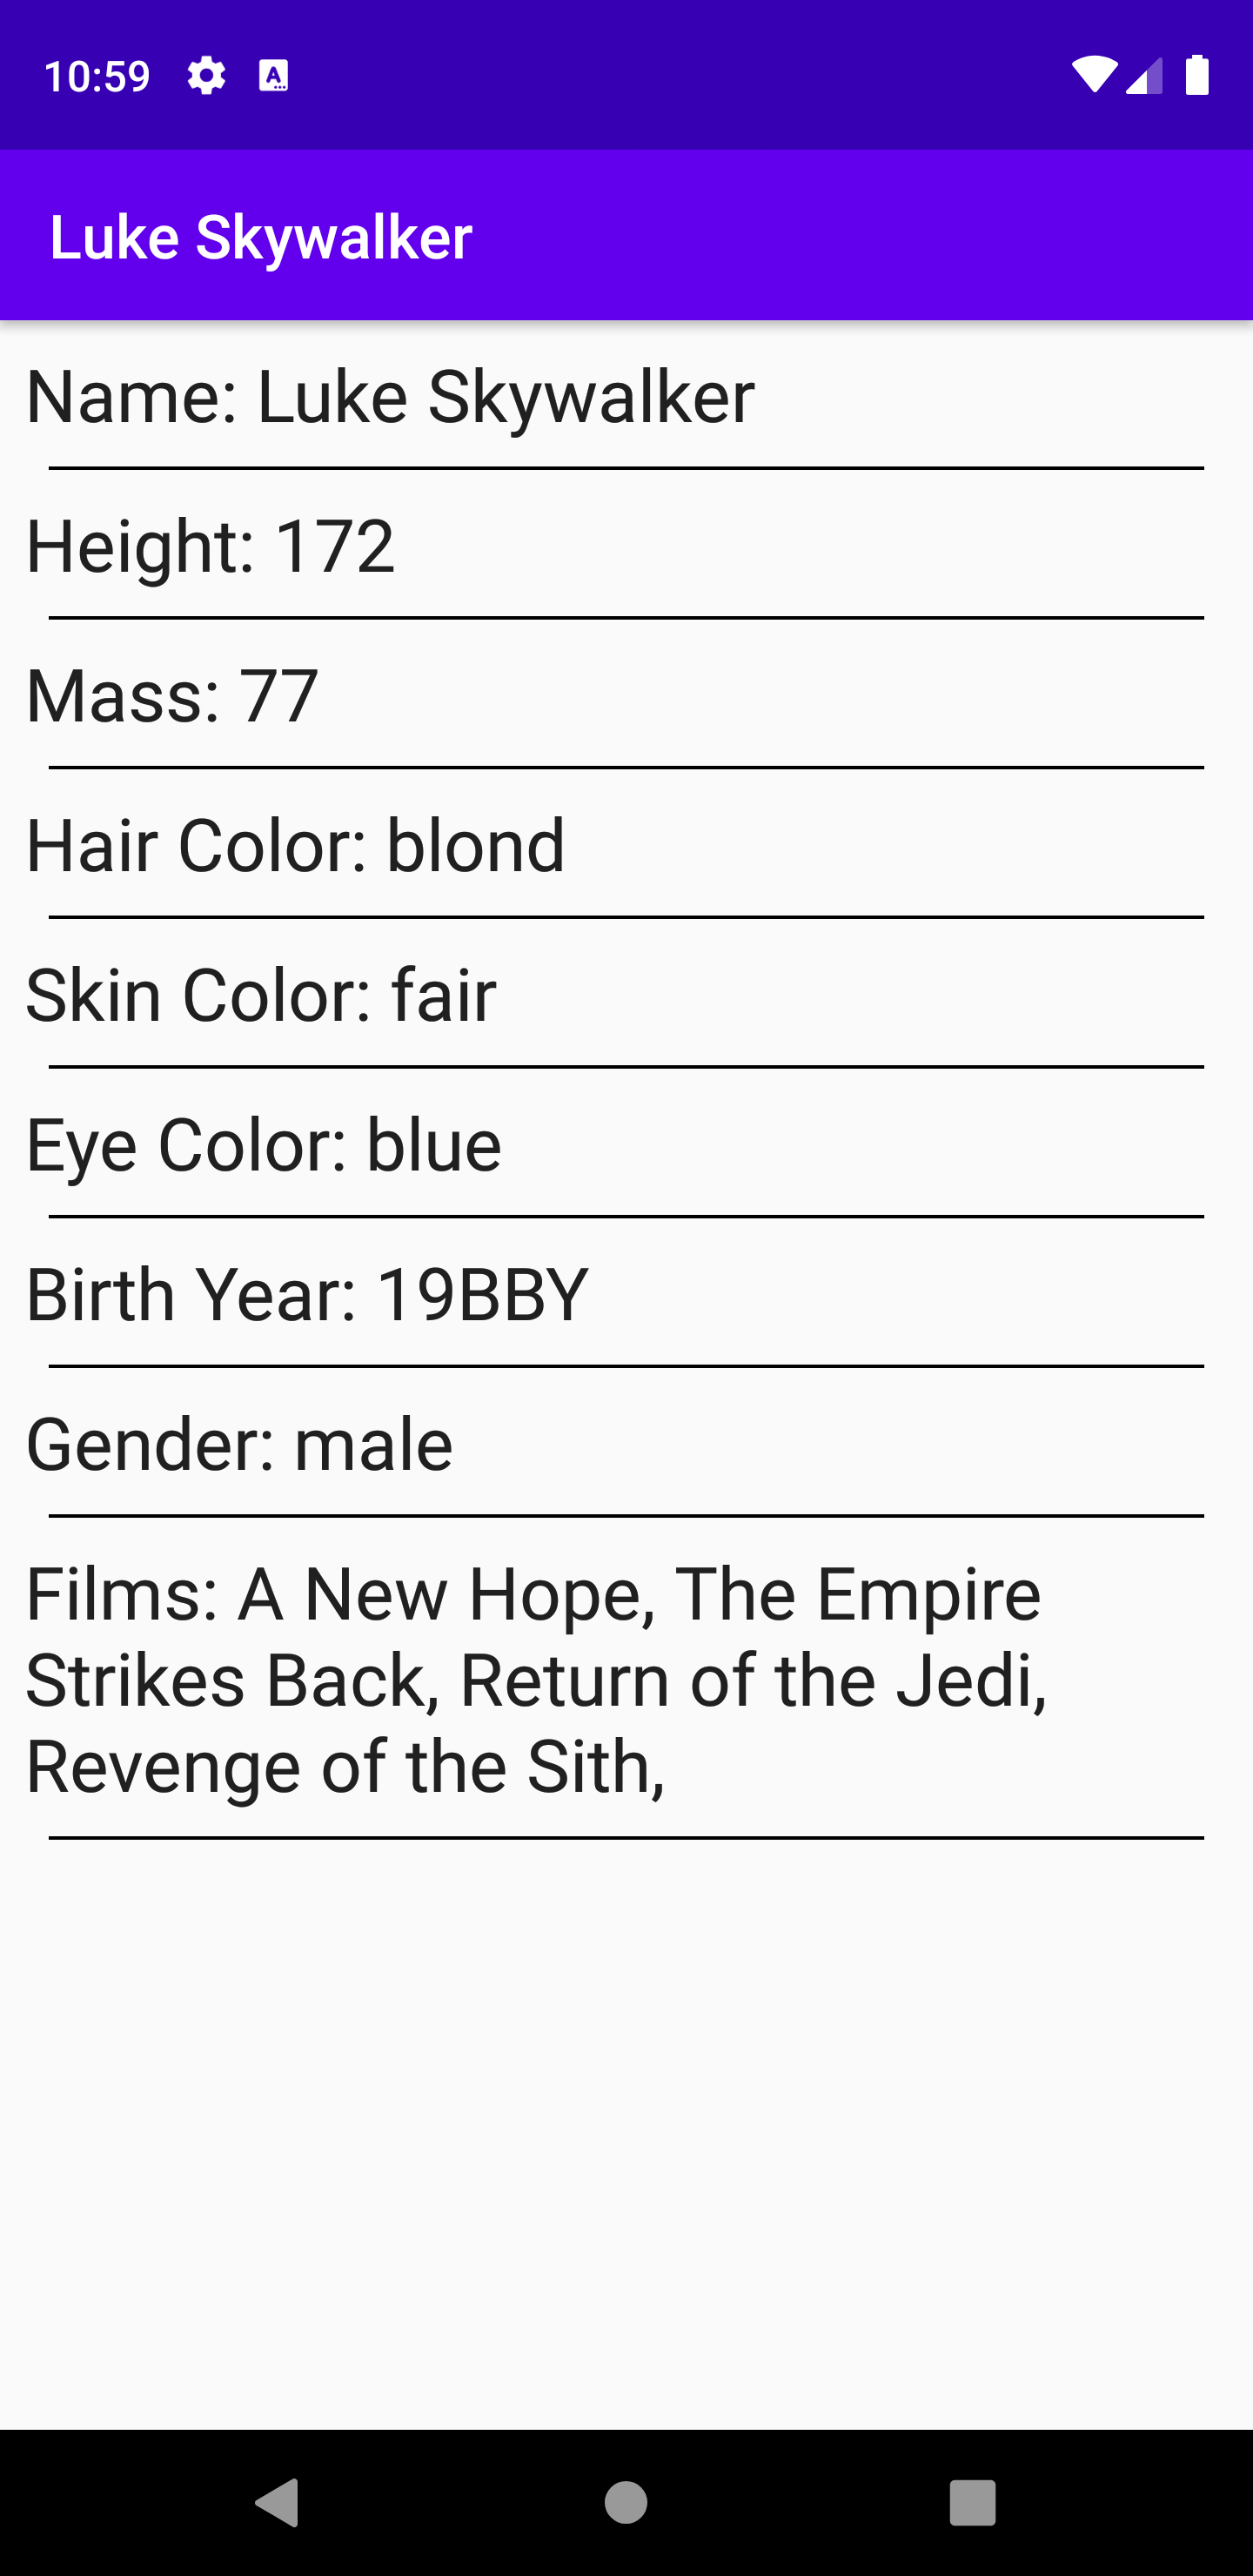 10:59
Luke Skywalker
Name: Luke Skywalker
Height: 172
Mass: 77
Hair Color: blond
Skin Color: fair
Eye Color: blue
Birth Year: 19BBY
Gender: male
Films: A New Hope, The Empire
Strikes Back, Return of the Jedi,
Revenge of the Sith,